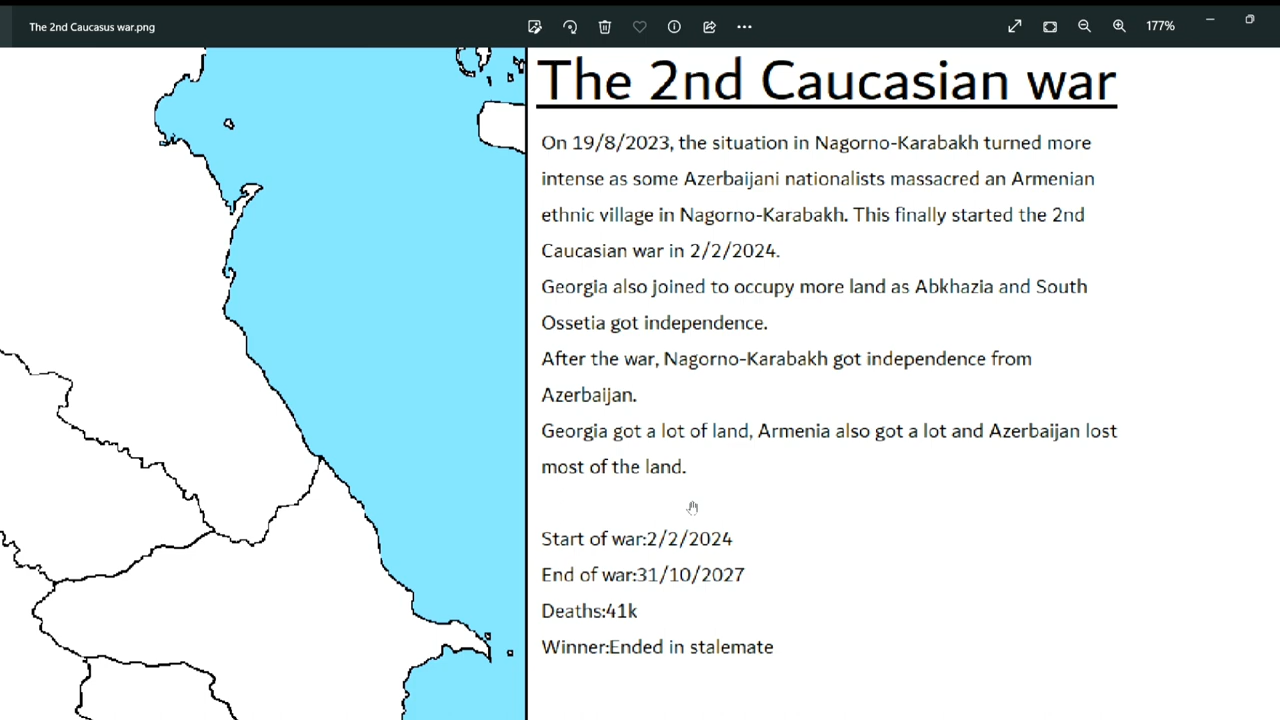 The 2nd Caucasus war.png
177%
The 2nd Caucasian war
On 19/8/2023, the situation in Nagorno-Karabakh turned more
intense as some Azerbaijani nationalists massacred an Armenian
ethnic village in Nagorno-Karabakh. This finally started the 2nd
Caucasian war in 2/2/2024.
Georgia also joined to occupy more land as Abkhazia and South
Ossetia got independence.
After the war, Nagorno-Karabakh got independence from
Azerbaijan.
Georgia got a lot of land, Armenia also got a lot and Azerbaijan lost
most of the land.
Start of war:2/2/2024
End of war:31/10/2027
Deaths:41k
Winner:Ended in stalemate